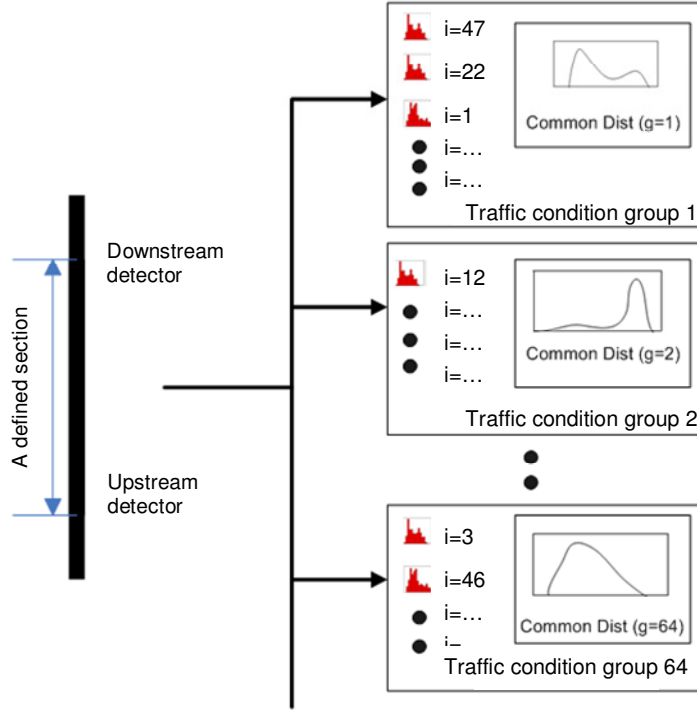 i=47
i=22
i=1
i=…
i=…
Common Dist (g=1)
Traffic condition group 1
Downstream
detector
A defined section
Upstream
detector
i=12
i=…
i=…
i=…
Common Dist (g=2)
Traffic condition group 2
i=3
i=46
i=…
Common Dist (g=64)
Traffic condition group 64